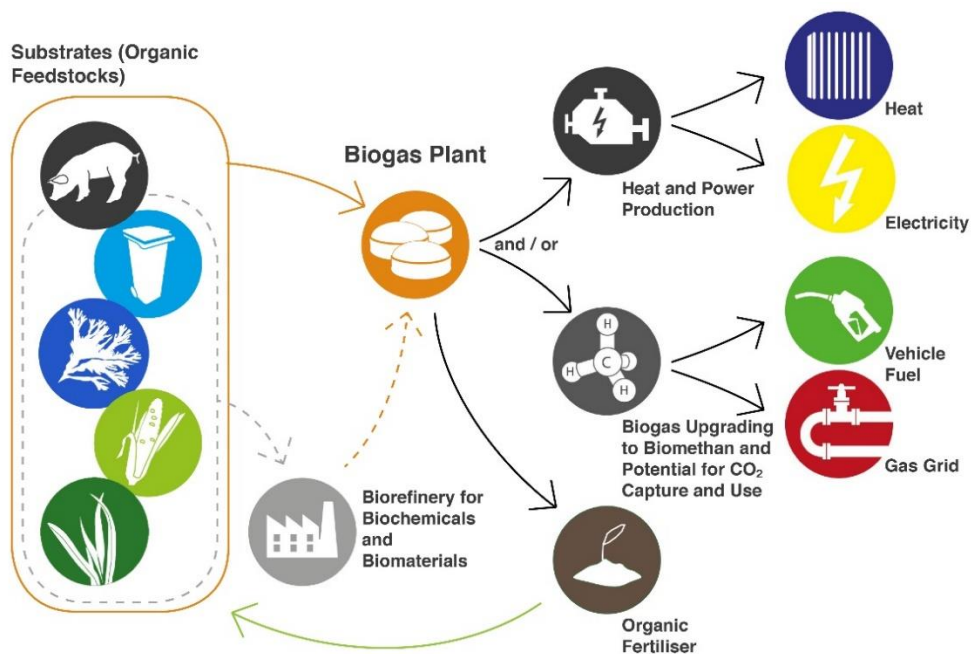 Substrates (Organic
Feedstocks)
Biogas Plant
and / or
Heat and Power
Production
Heat
Electricity
H
C
H
H
Biogas Upgrading
to Biomethan and
Potential for CO₂
Capture and Use
Vehicle
Fuel
Gas Grid
Biorefinery for
Biochemicals
and
Biomaterials
Organic
Fertiliser